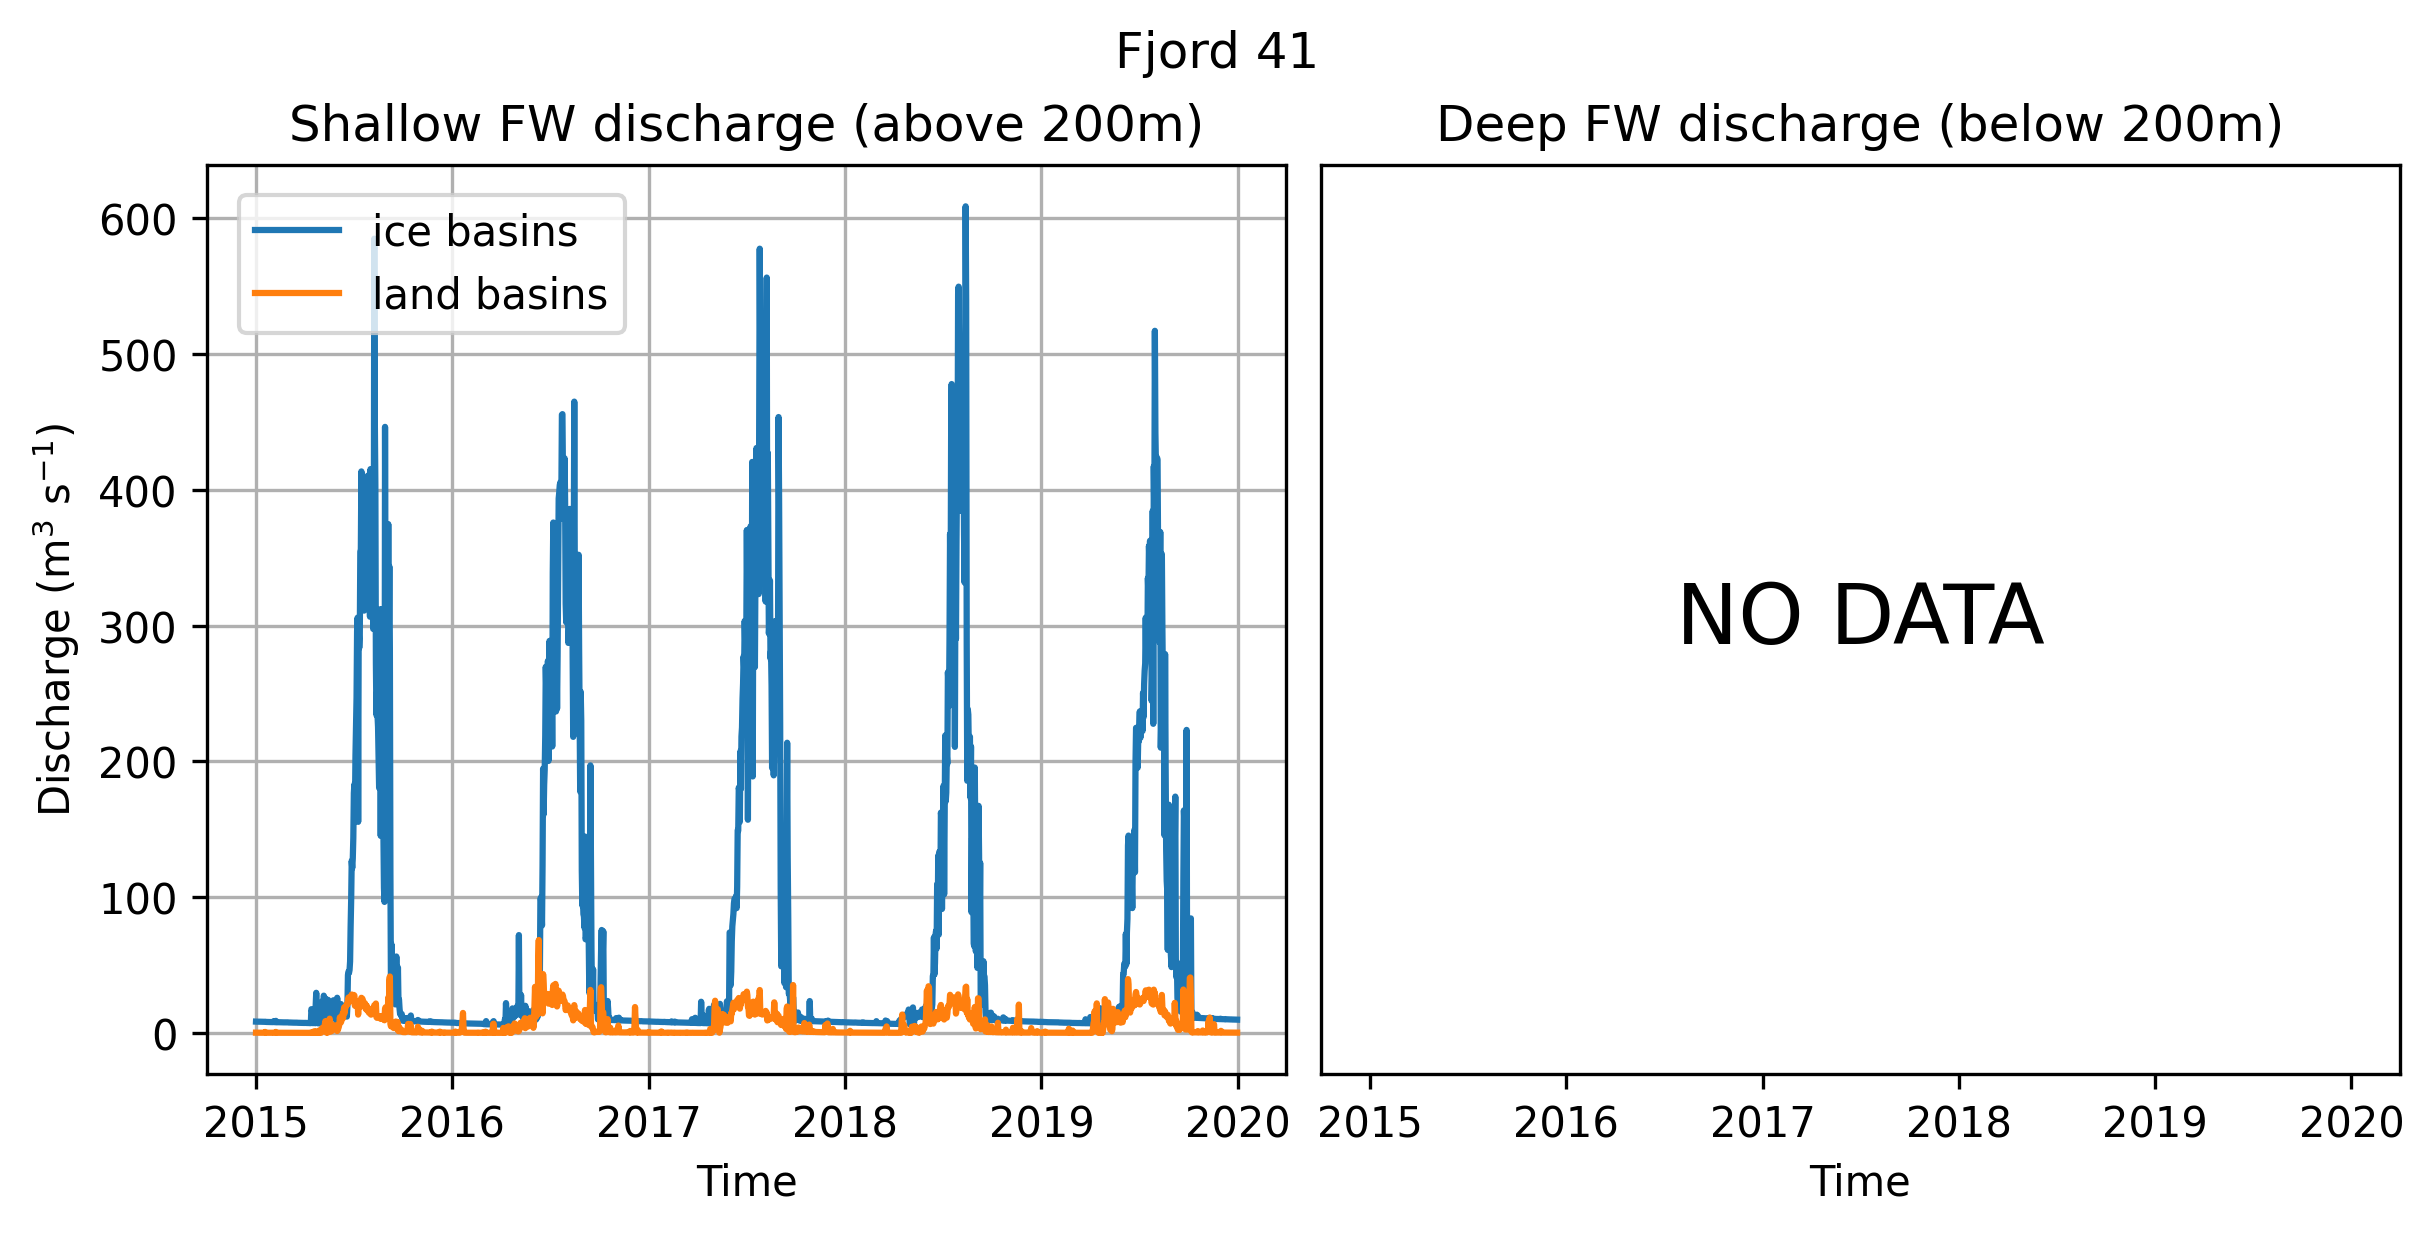 Fjord 41
Shallow FW discharge (above 200m)
Deep FW discharge (below 200m)
ice basins
land basins
600
500
400
300
200
100
0
Discharge (m³ s⁻¹)
NO DATA
2015 2016 2017 2018 2019 2020
2015 2016 2017 2018 2019 2020
Time
Time